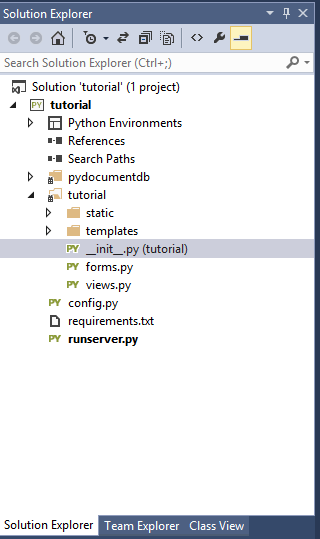 Solution Explorer
Search Solution Explorer (Ctrl+;)
Solution 'tutorial' (1 project)
PY tutorial
Python Environments
References
Search Paths
pydocumentdb
tutorial
static
templates
PY __init__.py (tutorial)
PY forms.py
PY views.py
PY config.py
requirements.txt
PY runserver.py
Solution Explorer Team Explorer Class View